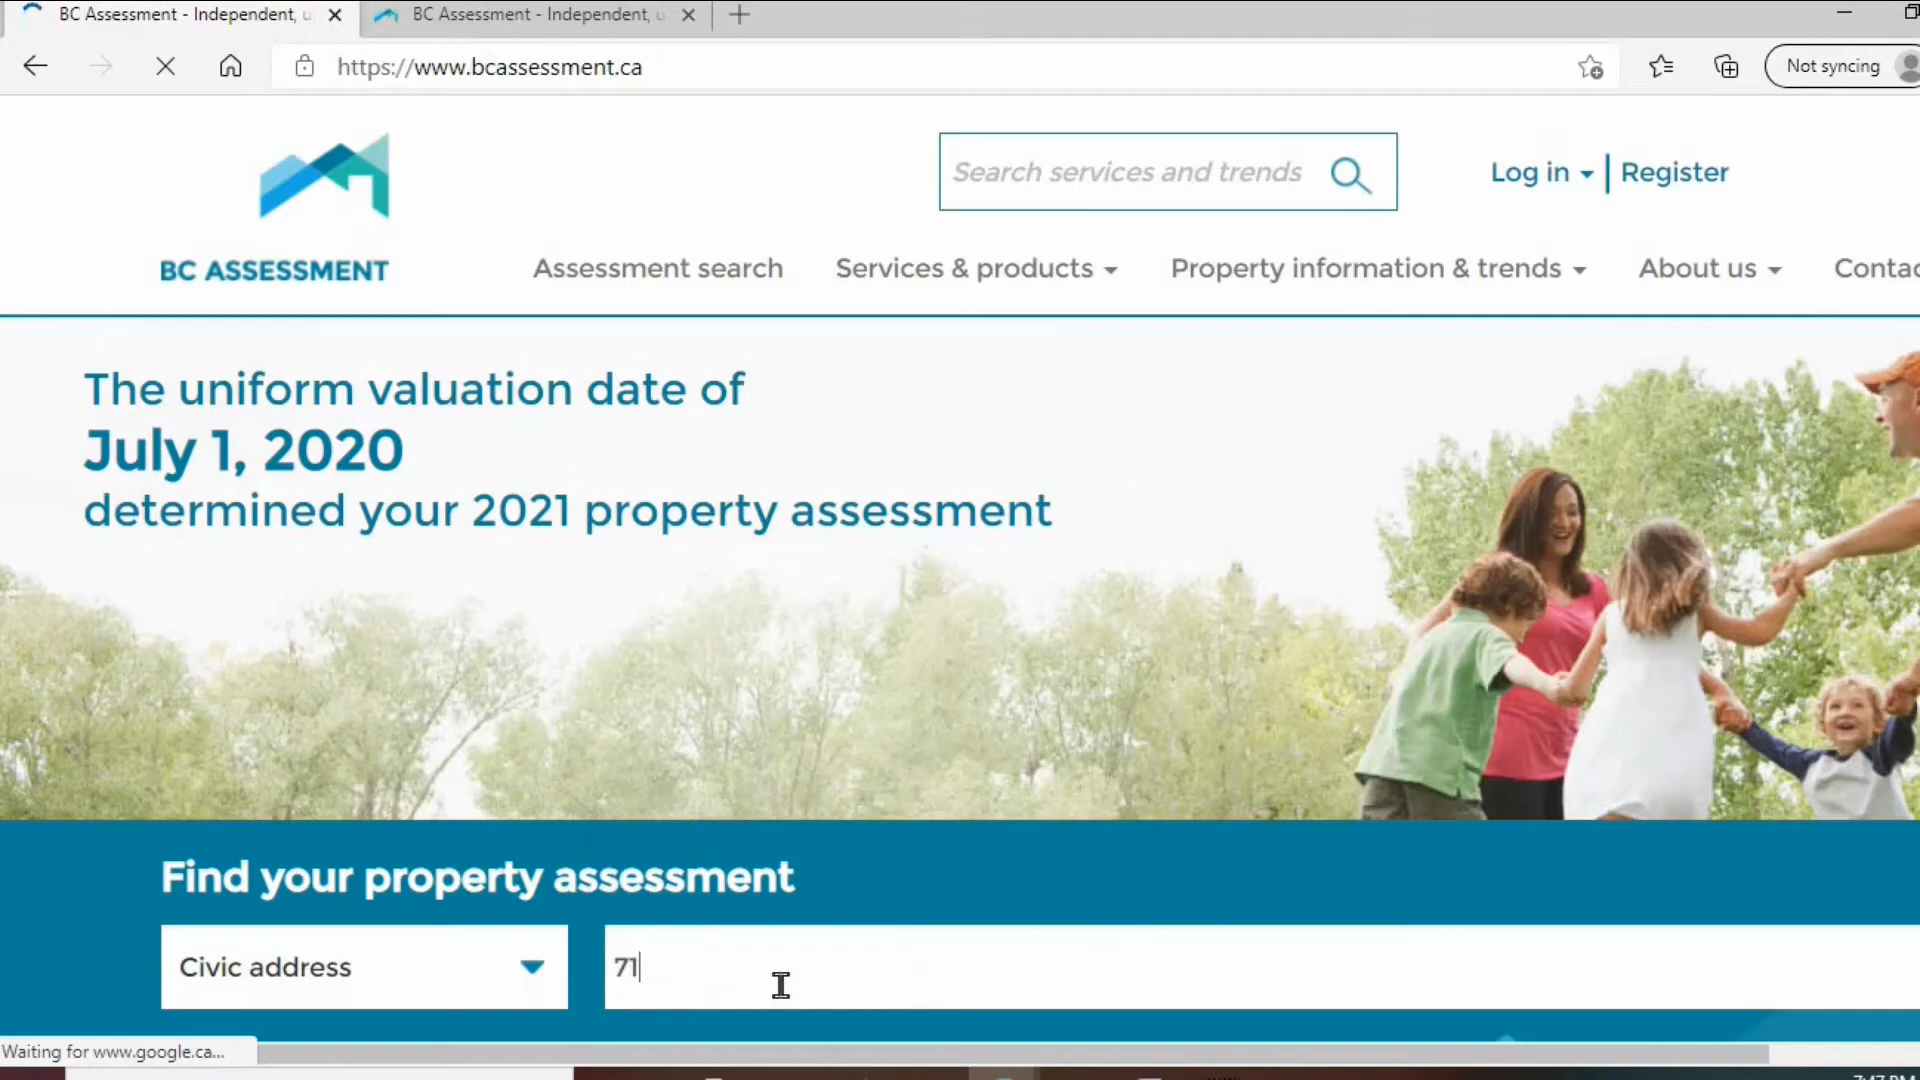 BC Assessment - Independent, u
BC Assessment - Independent, u
https://www.bcassessment.ca
Not syncing
BC ASSESSMENT
Search services and trends
Log in
Register
Assessment search
Services & products
Property information & trends
About us
Contac
The uniform valuation date of
July 1, 2020
determined your 2021 property assessment
Find your property assessment
Civic address
71
Waiting for www.google.ca...